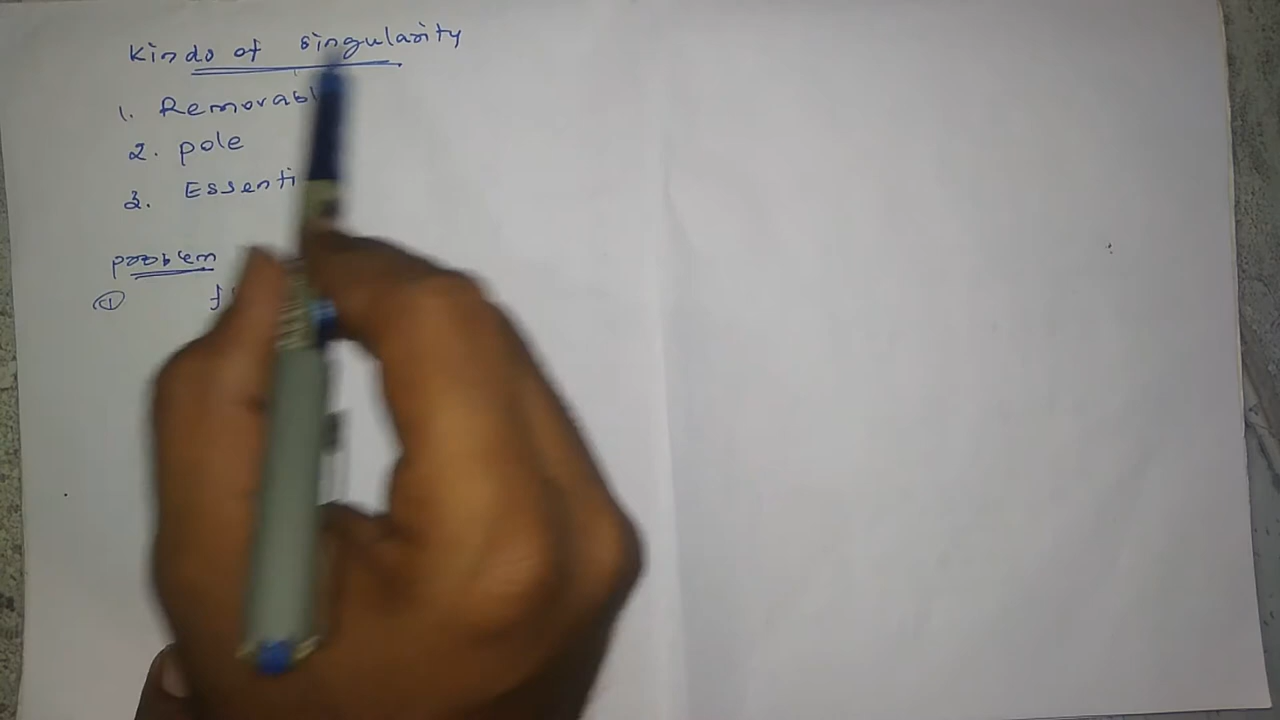 Kinds of singularity
1. Removabl
2. pole
3. Essenti
problem
① f